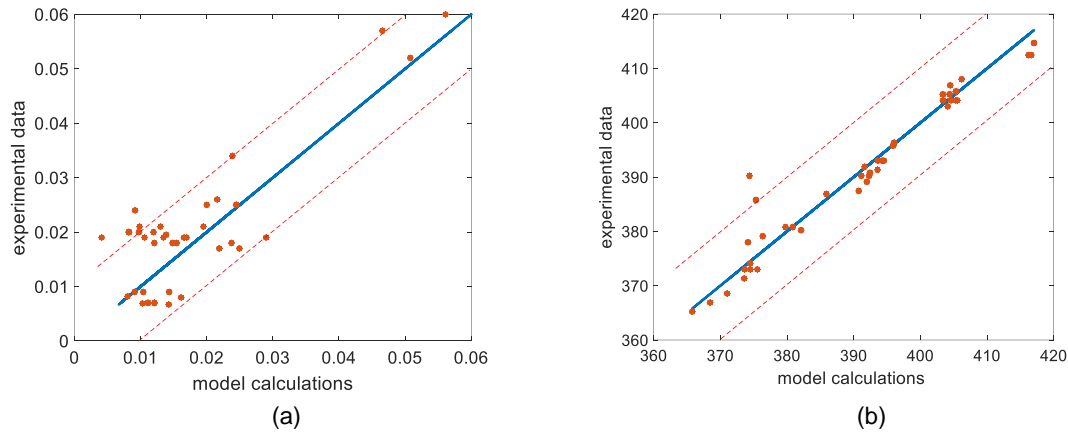 0.06
0.05
0.04
0.03
0.02
0.01
0
experimental data
0 0.01 0.02 0.03 0.04 0.05 0.06
model calculations
(a)
420
410
400
390
380
370
360
experimental data
360 370 380 390 400 410 420
model calculations
(b)